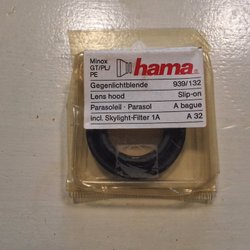 Minox
GT/PL/
PE
hama®
Gegenlichtblende 939/132
Lens hood Slip-on
Parasoleil · Parasol A bague
incl. Skylight-Filter 1A A 32